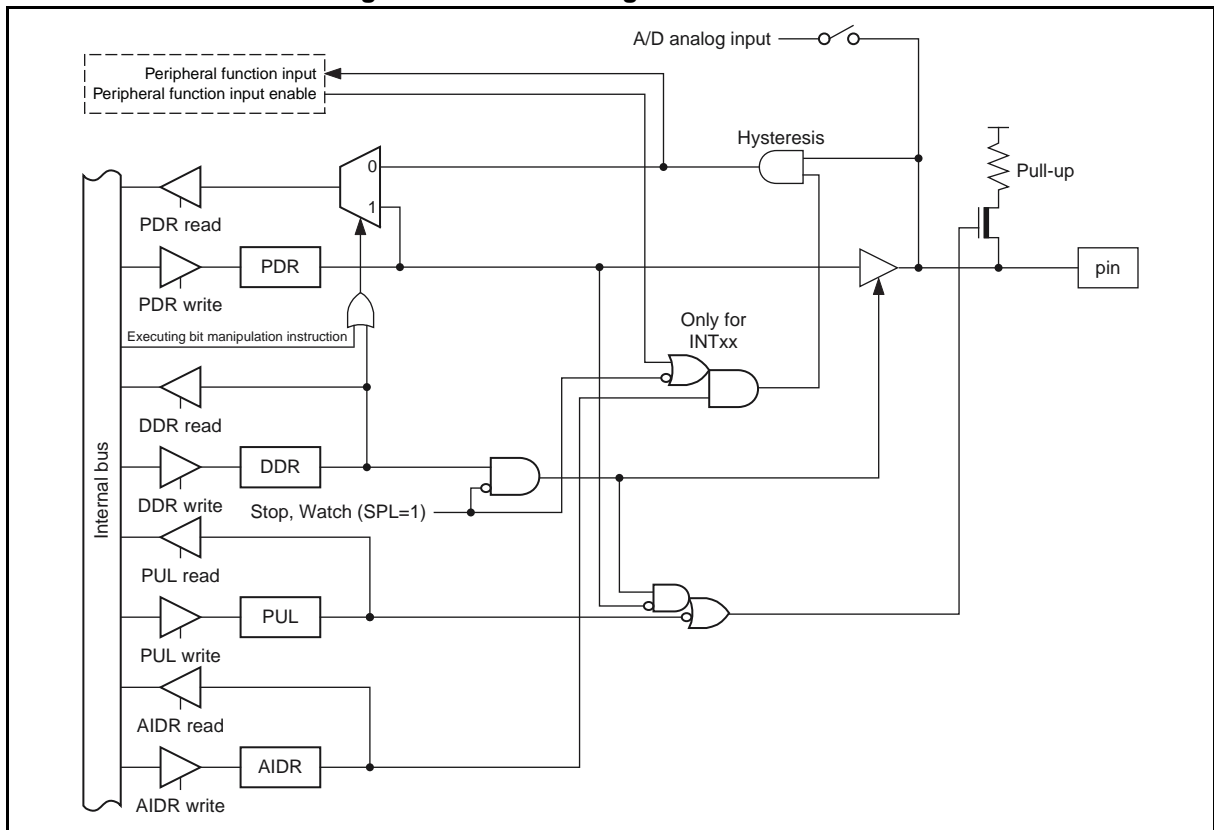 A/D analog input
Peripheral function input
Peripheral function input enable
Hysteresis
0
Pull-up
1
PDR read
PDR
pin
PDR write
Only for
INTxx
Executing bit manipulation instruction
DDR read
Internal bus
DDR
DDR write
Stop, Watch (SPL=1)
PUL read
PUL
PUL write
AIDR read
AIDR
AIDR write